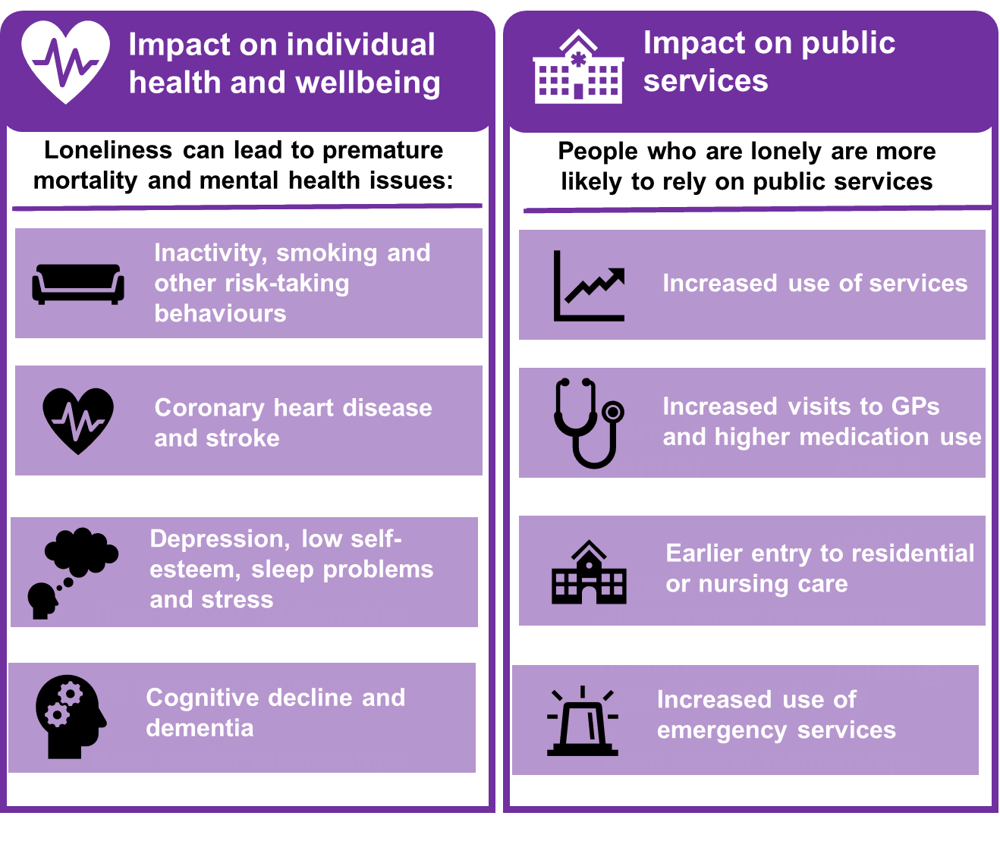 Impact on individual
health and wellbeing
Loneliness can lead to premature
mortality and mental health issues:
Inactivity, smoking and
other risk-taking
behaviours
Coronary heart disease
and stroke
Depression, low self-
esteem, sleep problems
and stress
Cognitive decline and
dementia
Impact on public
services
People who are lonely are more
likely to rely on public services
Increased use of services
Increased visits to GPs
and higher medication use
Earlier entry to residential
or nursing care
Increased use of
emergency services